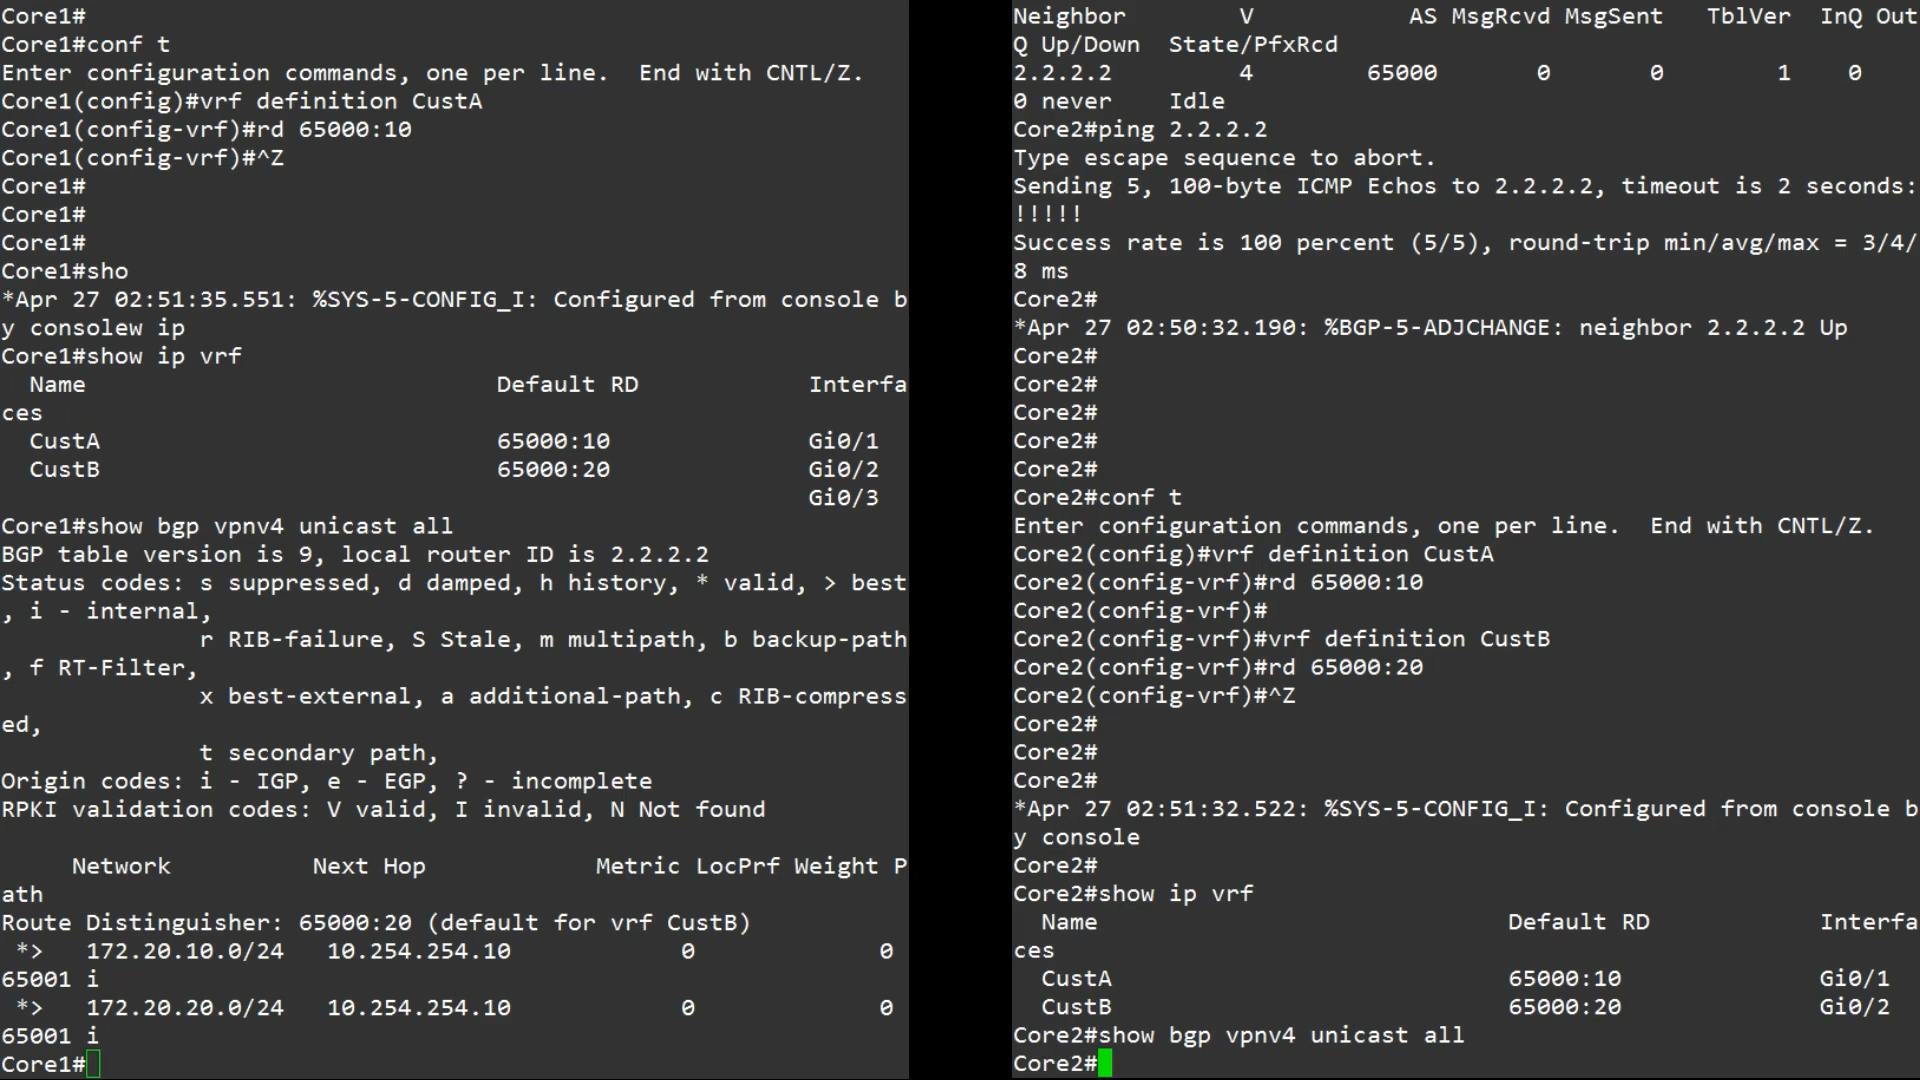 Core1#
Core1#conf t
Enter configuration commands, one per line.  End with CNTL/Z.
Core1(config)#vrf definition CustA
Core1(config-vrf)#rd 65000:10
Core1(config-vrf)#^Z
Core1#
Core1#
Core1#
Core1#sho
*Apr 27 02:51:35.551: %SYS-5-CONFIG_I: Configured from console b
y consolew ip
Core1#show ip vrf
  Name                             Default RD            Interfa
ces
  CustA                            65000:10              Gi0/1
  CustB                            65000:20              Gi0/2
                                                         Gi0/3
Core1#show bgp vpnv4 unicast all
BGP table version is 9, local router ID is 2.2.2.2
Status codes: s suppressed, d damped, h history, * valid, > best
, i - internal,
              r RIB-failure, S Stale, m multipath, b backup-path
, f RT-Filter,
              x best-external, a additional-path, c RIB-compress
ed,
              t secondary path,
Origin codes: i - IGP, e - EGP, ? - incomplete
RPKI validation codes: V valid, I invalid, N Not found

     Network          Next Hop            Metric LocPrf Weight P
ath
Route Distinguisher: 65000:20 (default for vrf CustB)
 *>   172.20.10.0/24   10.254.254.10            0             0
65001 i
 *>   172.20.20.0/24   10.254.254.10            0             0
65001 i
Core1#
Neighbor        V           AS MsgRcvd MsgSent   TblVer  InQ Out
Q Up/Down  State/PfxRcd
2.2.2.2         4        65000       0       0        1    0
0 never    Idle
Core2#ping 2.2.2.2
Type escape sequence to abort.
Sending 5, 100-byte ICMP Echos to 2.2.2.2, timeout is 2 seconds:
!!!!!
Success rate is 100 percent (5/5), round-trip min/avg/max = 3/4/
8 ms
Core2#
*Apr 27 02:50:32.190: %BGP-5-ADJCHANGE: neighbor 2.2.2.2 Up
Core2#
Core2#
Core2#
Core2#
Core2#
Core2#conf t
Enter configuration commands, one per line.  End with CNTL/Z.
Core2(config)#vrf definition CustA
Core2(config-vrf)#rd 65000:10
Core2(config-vrf)#
Core2(config-vrf)#vrf definition CustB
Core2(config-vrf)#rd 65000:20
Core2(config-vrf)#^Z
Core2#
Core2#
Core2#
*Apr 27 02:51:32.522: %SYS-5-CONFIG_I: Configured from console b
y console
Core2#
Core2#show ip vrf
  Name                             Default RD            Interfa
ces
  CustA                            65000:10              Gi0/1
  CustB                            65000:20              Gi0/2
Core2#show bgp vpnv4 unicast all
Core2#